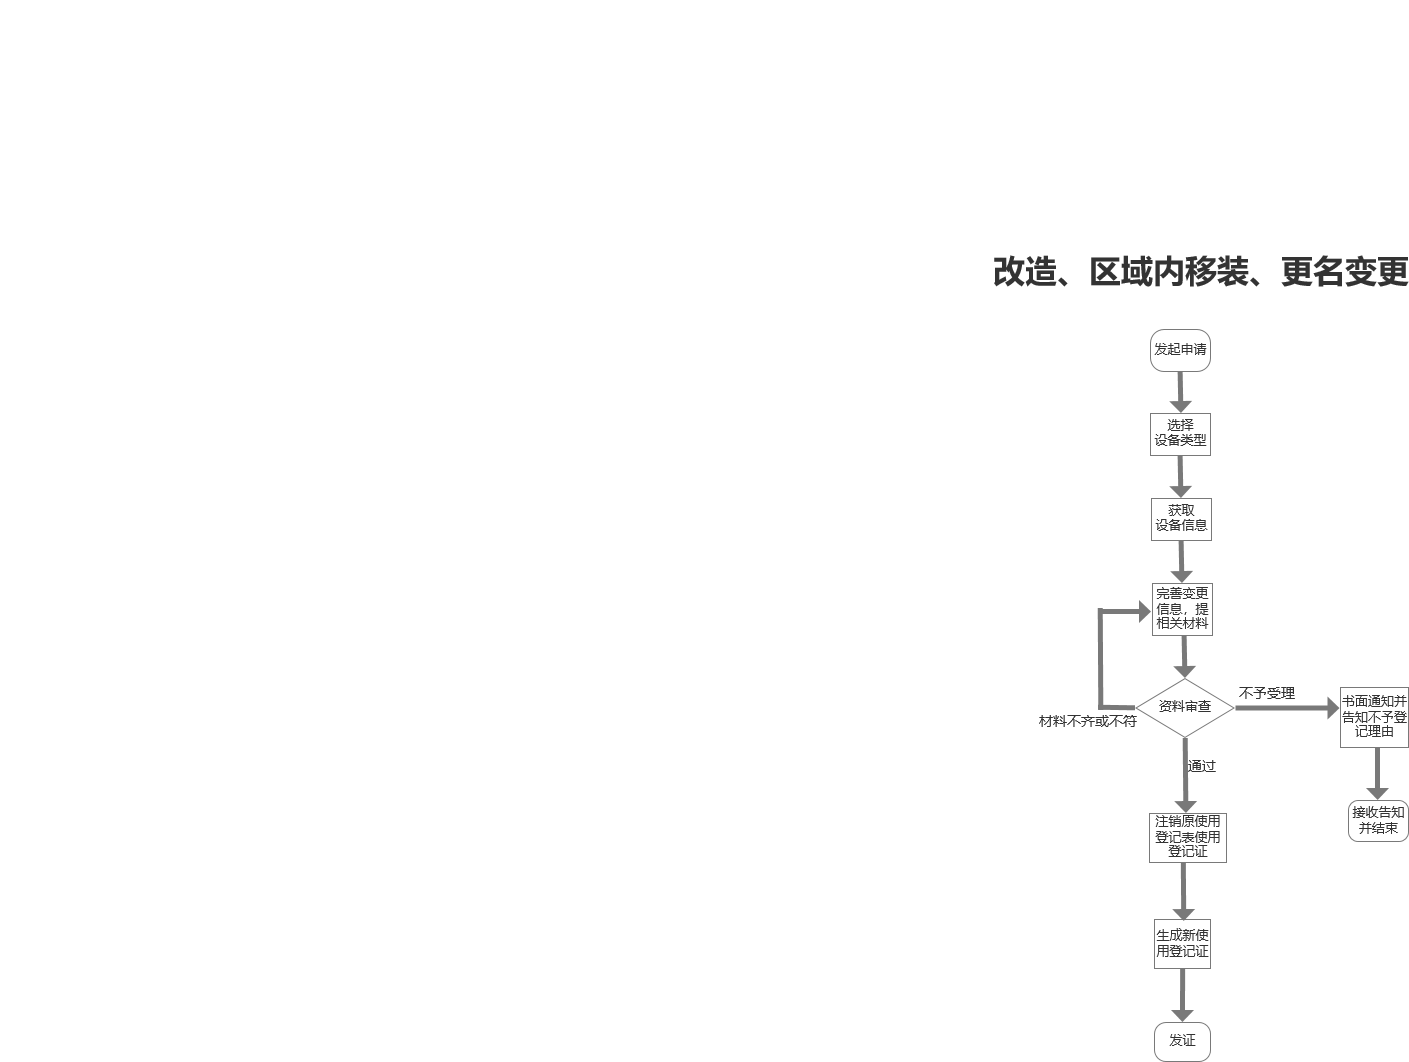 改造、区域内移装、更名变更
发起申请
选择
设备类型
获取
设备信息
完善变更
信息，提
相关材料
资料审查
材料不齐或不符
不予受理
书面通知并
告知不予登
记理由
接收告知
并结束
通过
注销原使用
登记表使用
登记证
生成新使
用登记证
发证